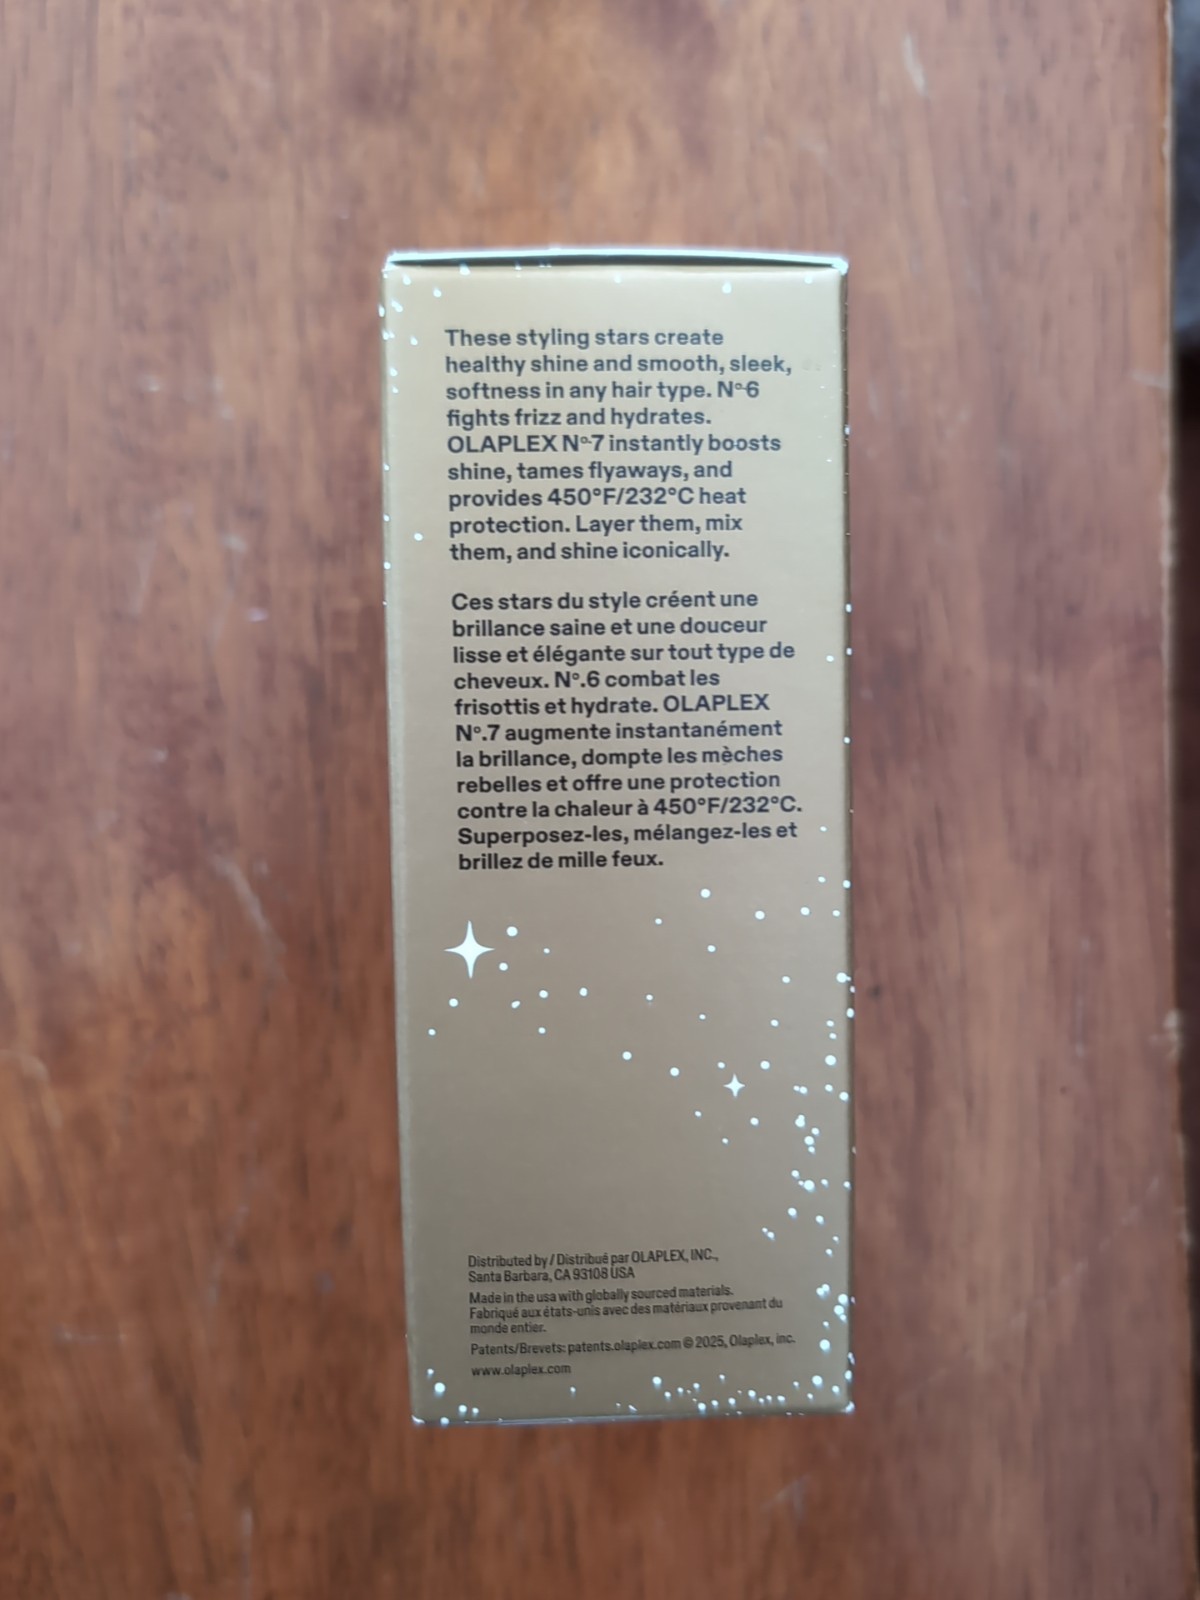 These styling stars create
healthy shine and smooth, sleek,
softness in any hair type. Nº6
fights frizz and hydrates.
OLAPLEX Nº7 instantly boosts
shine, tames flyaways, and
provides 450°F/232°C heat
protection. Layer them, mix
them, and shine iconically.
Ces stars du style créent une
brillance saine et une douceur
lisse et élégante sur tout type de
cheveux. Nº.6 combat les
frisottis et hydrate. OLAPLEX
Nº.7 augmente instantanément
la brillance, dompte les mèches
rebelles et offre une protection
contre la chaleur à 450°F/232°C.
Superposez-les, mélangez-les et
brillez de mille feux.
Distributed by / Distribué par OLAPLEX, INC.,
Santa Barbara, CA 93108 USA
Made in the usa with globally sourced materials.
Fabriqué aux états-unis avec des matériaux provenant du
monde entier.
Patents/Brevets: patents.olaplex.com © 2025, Olaplex, inc.
www.olaplex.com